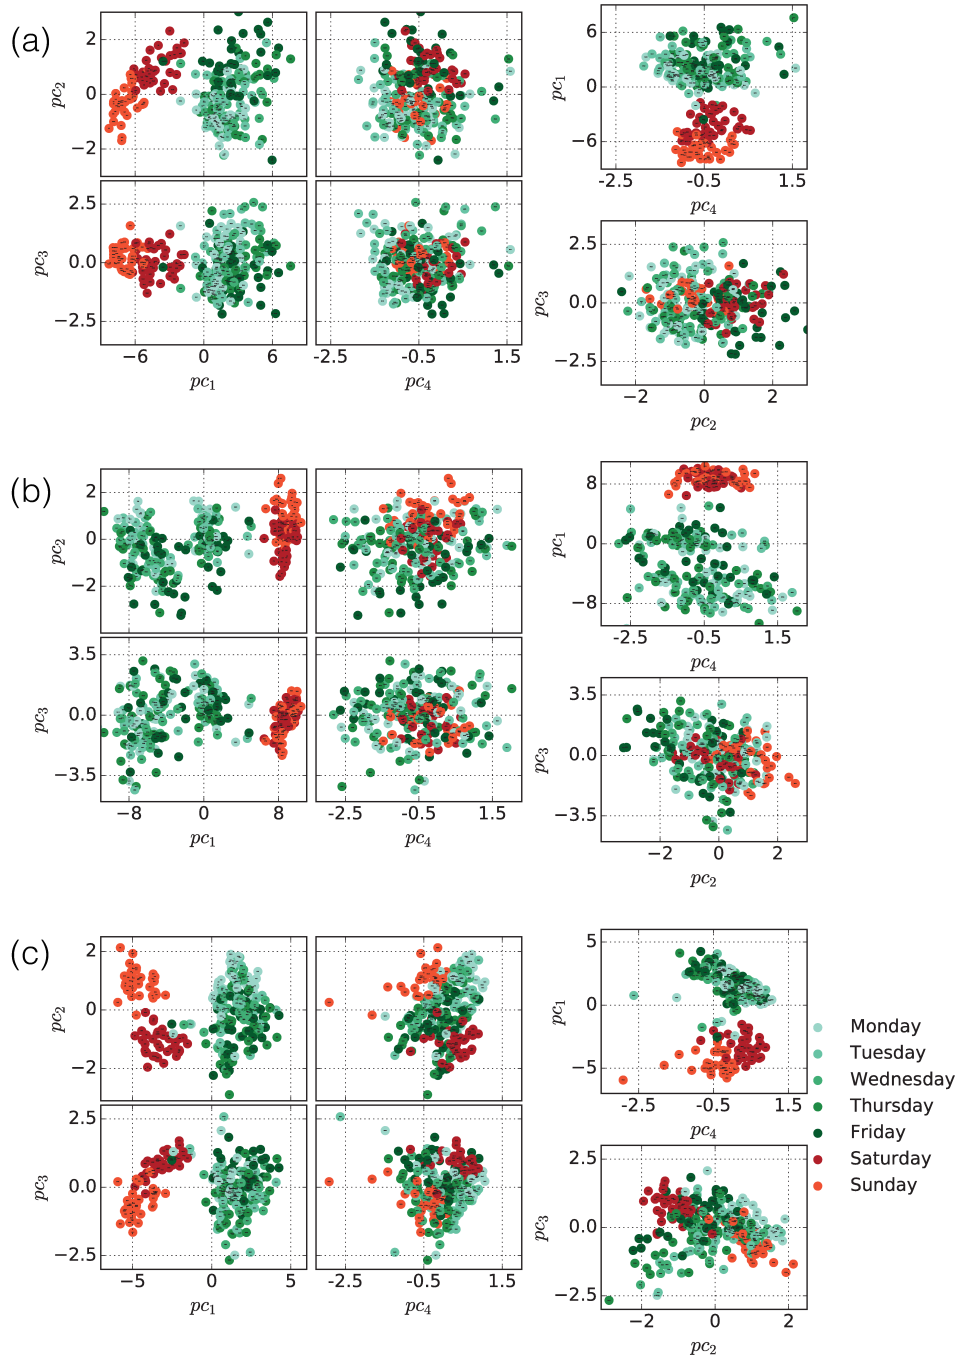 (a)
2
0
−2
pc2
6
0
−6
pc1
-2.5
-0.5
1.5
pc4
2.5
0.0
−2.5
pc3
−6
0
6
pc1
-2.5
-0.5
1.5
pc4
2.5
0.0
−2.5
pc3
−2
0
2
pc2
(b)
2
0
−2
pc2
8
0
−8
pc1
-2.5
-0.5
1.5
pc4
3.5
0.0
−3.5
pc3
−8
0
8
pc1
-2.5
-0.5
1.5
pc4
3.5
0.0
−3.5
pc3
−2
0
2
pc2
(c)
2
0
−2
pc2
5
0
−5
pc1
-2.5
-0.5
1.5
pc4
Monday
Tuesday
Wednesday
Thursday
Friday
Saturday
Sunday
2.5
0.0
−2.5
pc3
−5
0
5
pc1
-2.5
-0.5
1.5
pc4
2.5
0.0
−2.5
pc3
−2
0
2
pc2